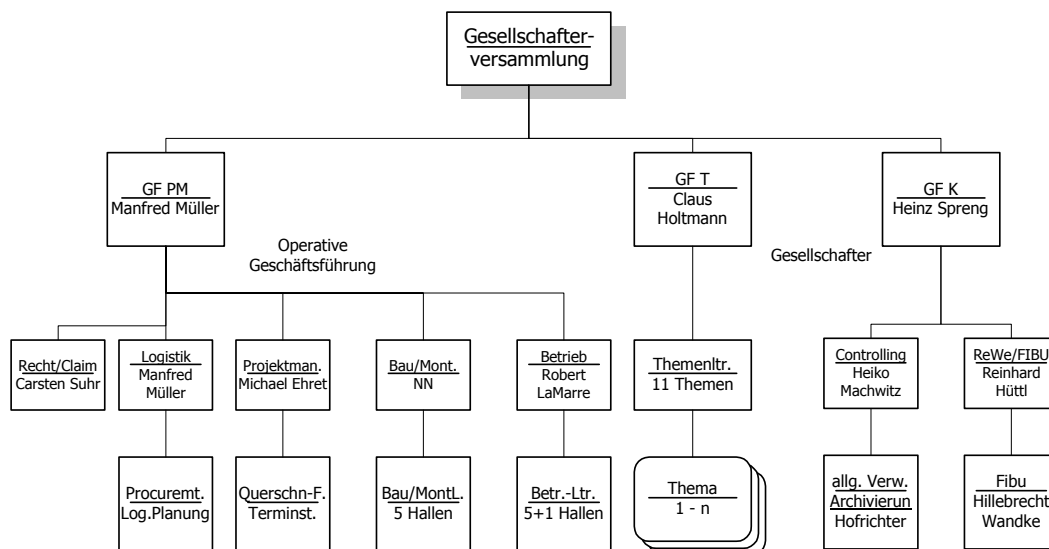 Gesellschafter-
versammlung
GF PM
Manfred Müller
GF T
Claus
Holtmann
GF K
Heinz Spreng
Operative
Geschäftsführung
Gesellschafter
Recht/Claim
Carsten Suhr
Logistik
Manfred
Müller
Projektman.
Michael Ehret
Bau/Mont.
NN
Betrieb
Robert
LaMarre
Themenltr.
11 Themen
Controlling
Heiko
Machwitz
ReWe/FIBU
Reinhard
Hüttl
Procuremt.
Log.Planung
Querschn-F.
Terminst.
Bau/MontL.
5 Hallen
Betr.-Ltr.
5+1 Hallen
Thema
1 - n
allg. Verw.
Archivierun
Hofrichter
Fibu
Hillebrecht
Wandke